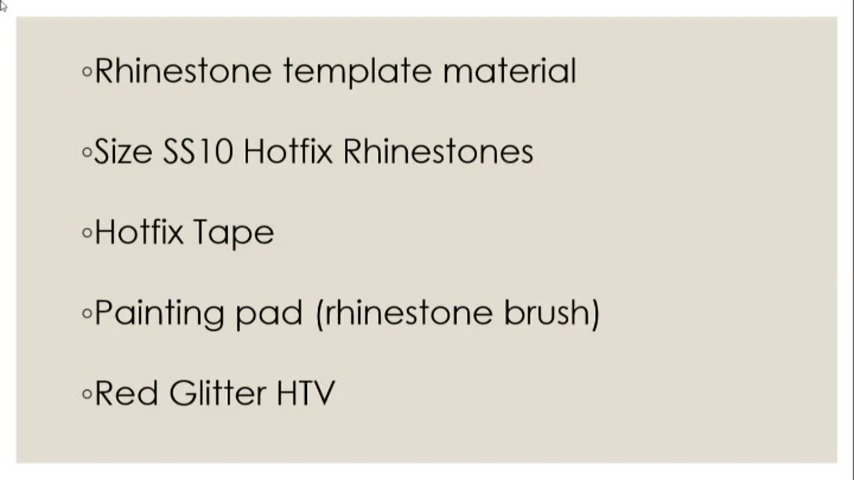 ◦Rhinestone template material
◦Size SS10 Hotfix Rhinestones
◦Hotfix Tape
◦Painting pad (rhinestone brush)
◦Red Glitter HTV